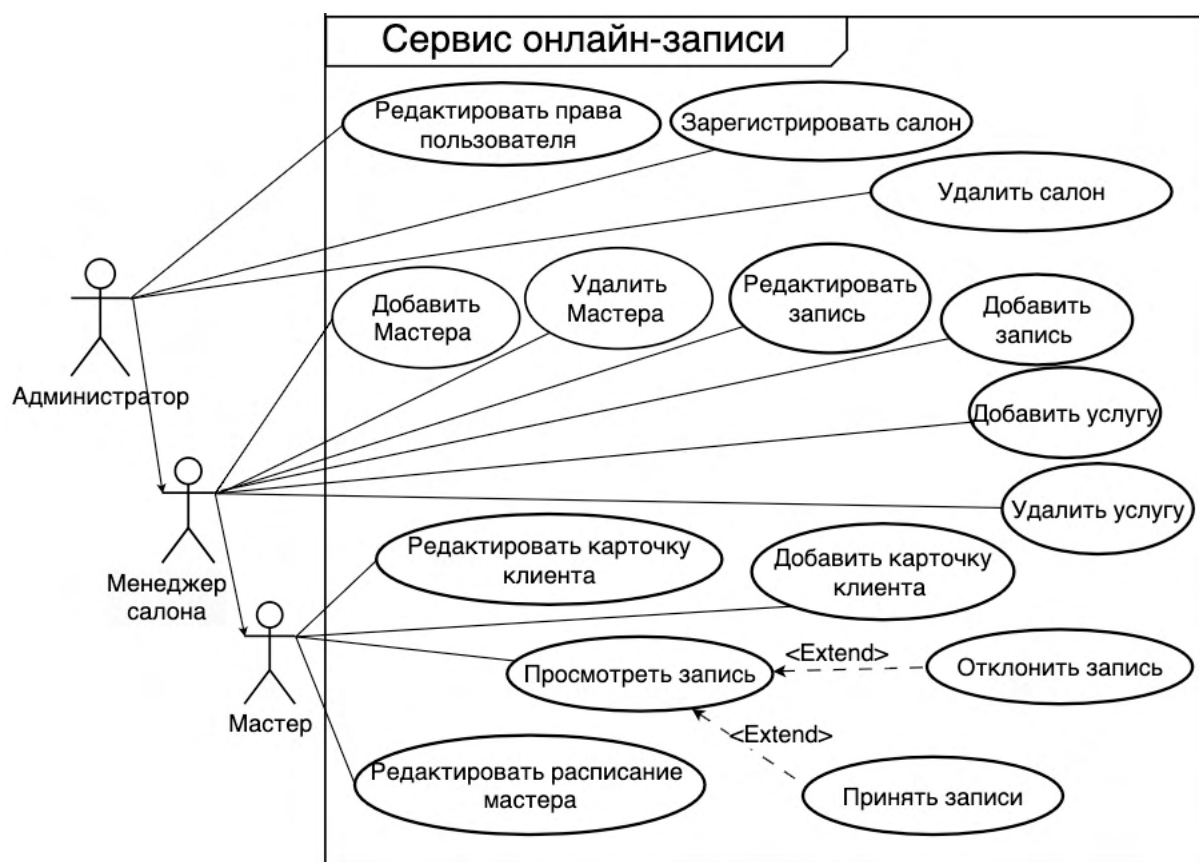 Сервис онлайн-записи
Редактировать права
пользователя
Зарегистрировать салон
Удалить салон
Добавить
Мастера
Удалить
Мастера
Редактировать
запись
Добавить
запись
Администратор
Добавить услугу
Удалить услугу
Менеджер
салона
Редактировать карточку
клиента
Добавить карточку
клиента
Просмотреть запись
<Extend>
Отклонить запись
Мастер
<Extend>
Редактировать расписание
мастера
Принять записи